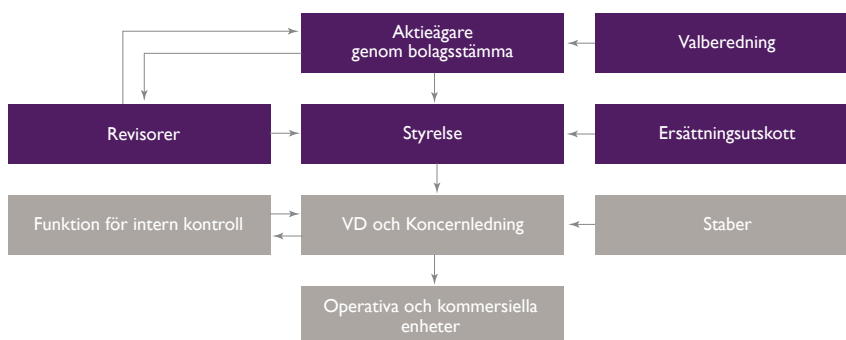 Aktieägare
genom bolagsstämma
Valberedning
Revisorer
Styrelse
Ersättningsutskott
Funktion för intern kontroll
VD och Koncernledning
Staber
Operativa och kommersiella
enheter